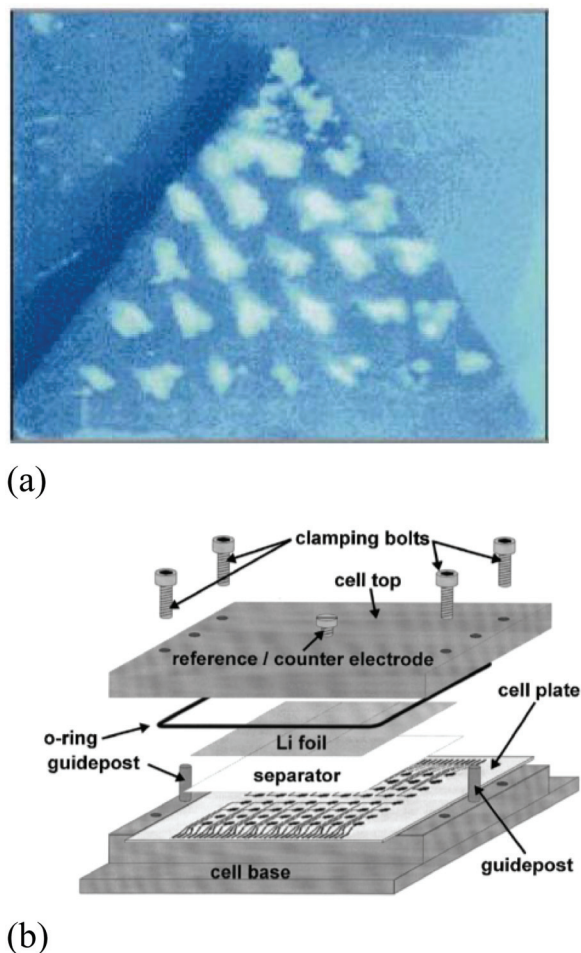 (a)
clamping bolts
cell top
reference / counter electrode
cell plate
o-ring
Li foil
guidepost
separator
guidepost
cell base
(b)